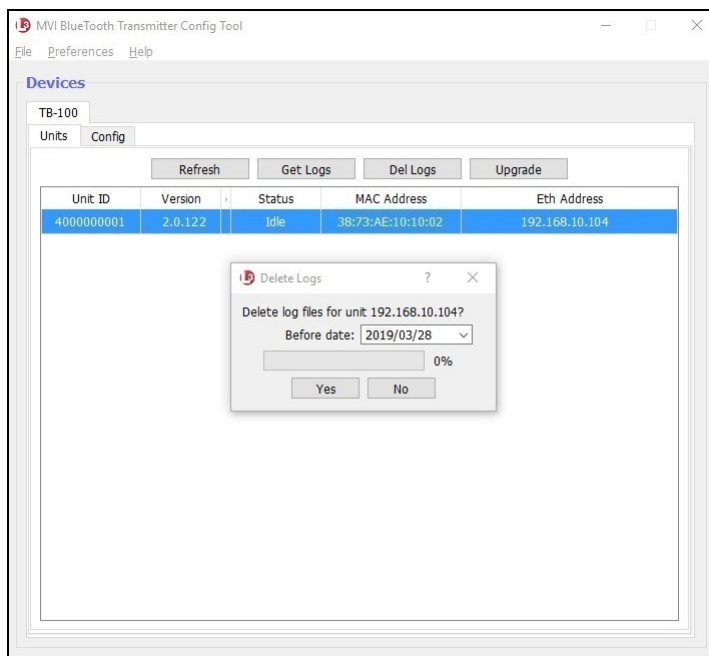 MVI BlueTooth Transmitter Config Tool
File Preferences Help
Devices
TB-100
Units Config
Refresh Get Logs Del Logs Upgrade
Unit ID Version Status MAC Address Eth Address
4000000001 2.0.122 Idle 38:73:AE:10:10:02 192.168.10.104
Delete Logs ?
Delete log files for unit 192.168.10.104?
Before date: 2019/03/28
0%
Yes No